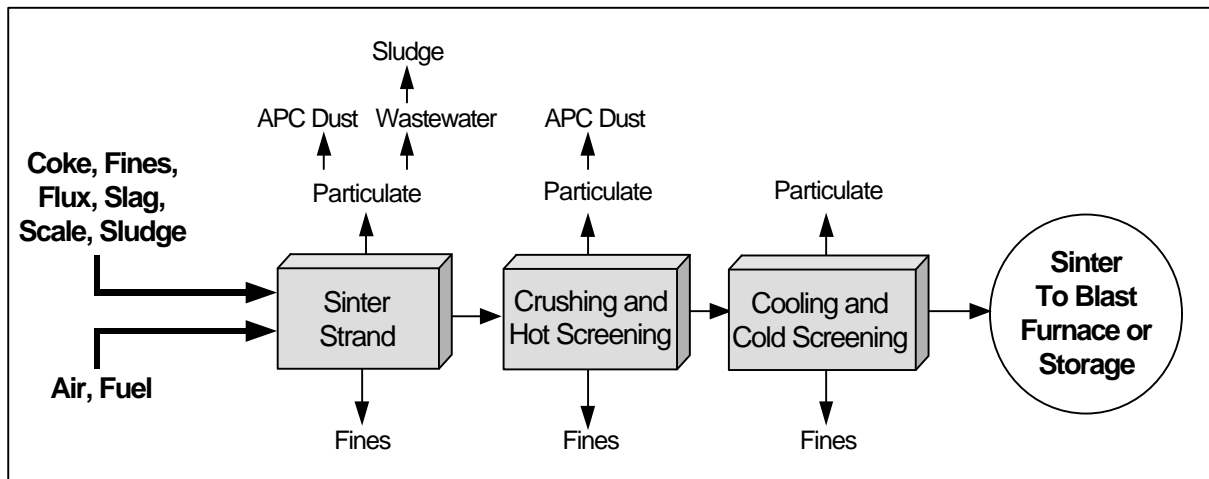 Sludge
APC Dust
Wastewater
APC Dust
Coke, Fines,
Flux, Slag,
Scale, Sludge
Particulate
Particulate
Particulate
Sinter
Strand
Crushing and
Hot Screening
Cooling and
Cold Screening
Sinter
To Blast
Furnace or
Storage
Air, Fuel
Fines
Fines
Fines